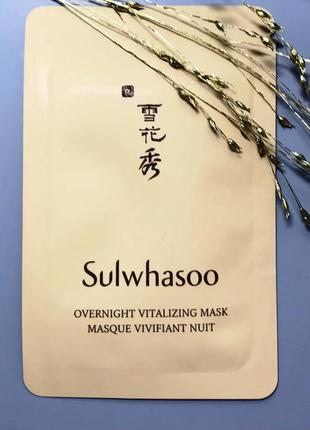 雪花秀
Sulwhasoo
OVERNIGHT VITALIZING MASK
MASQUE VIVIFIANT NUIT